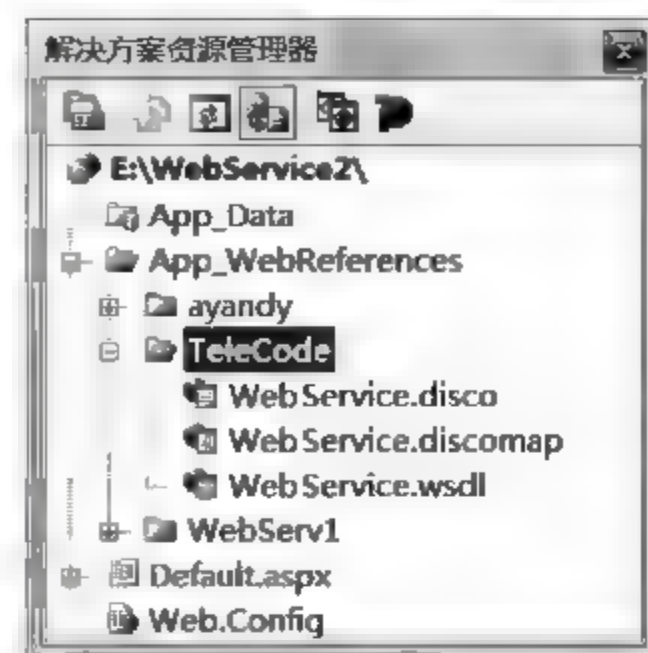 解决方案资源管理器
E:\WebService2\
App_Data
App_WebReferences
ayandy
TeleCode
WebService.disco
WebService.discomap
WebService.wsdl
WebServ1
Default.aspx
Web.Config